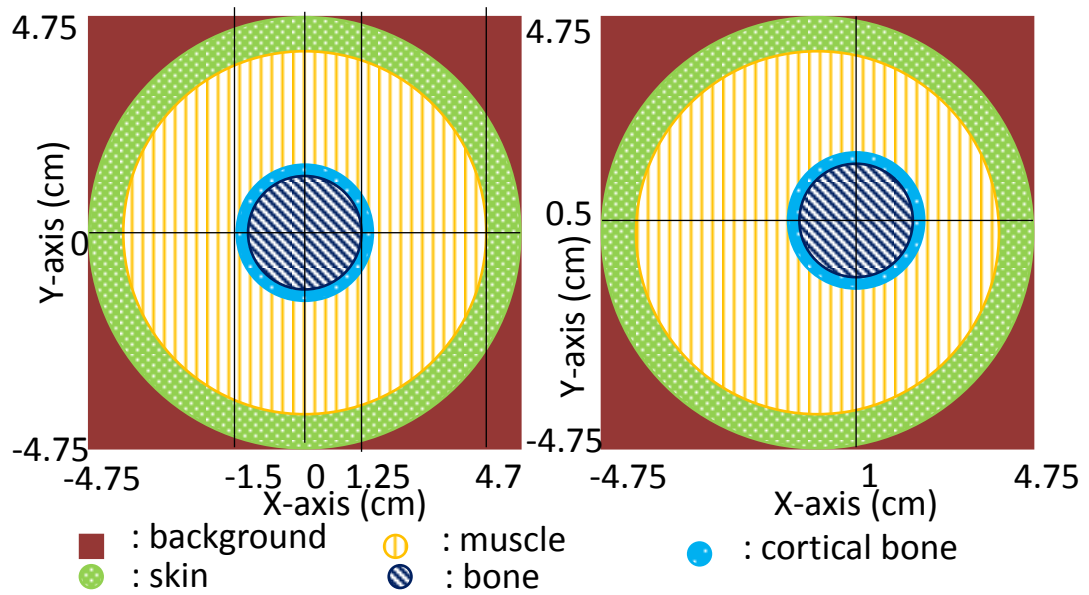 4.75
Y-axis (cm)
0
-4.75
-4.75
-1.5
0
1.25
4.7
X-axis (cm)
4.75
0.5
Y-axis (cm)
-4.75
-4.75
1
4.75
X-axis (cm)
: background
: muscle
: cortical bone
: skin
: bone